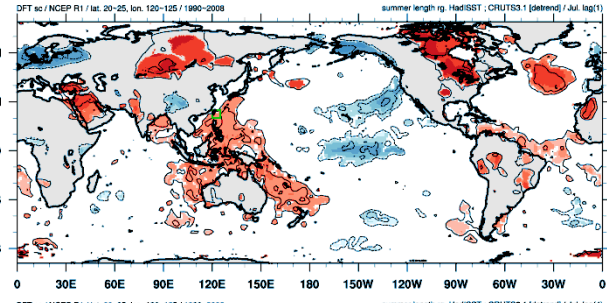 DFT sc / NCEP R1 / lat. 20-25, lon. 120-125 / 1990-2008
summer length rg. HadISST ; CRUTS3.1 [detrend] / Jul. lag(1)
0 30E 60E 90E 120E 150E 180 150W 120W 90W 60W 30W 0